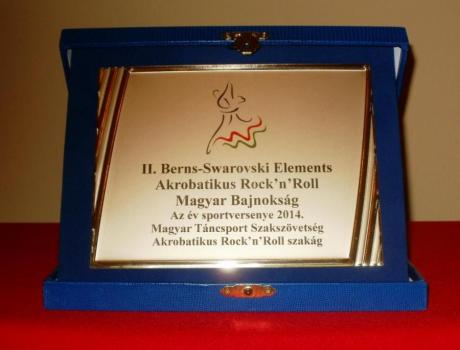 II. Berns-Swarovski Elements
Akrobatikus Rock'n'Roll
Magyar Bajnokság
Az év sportversenye 2014.
Magyar Táncsport Szakszövetség
Akrobatikus Rock'n'Roll szakág